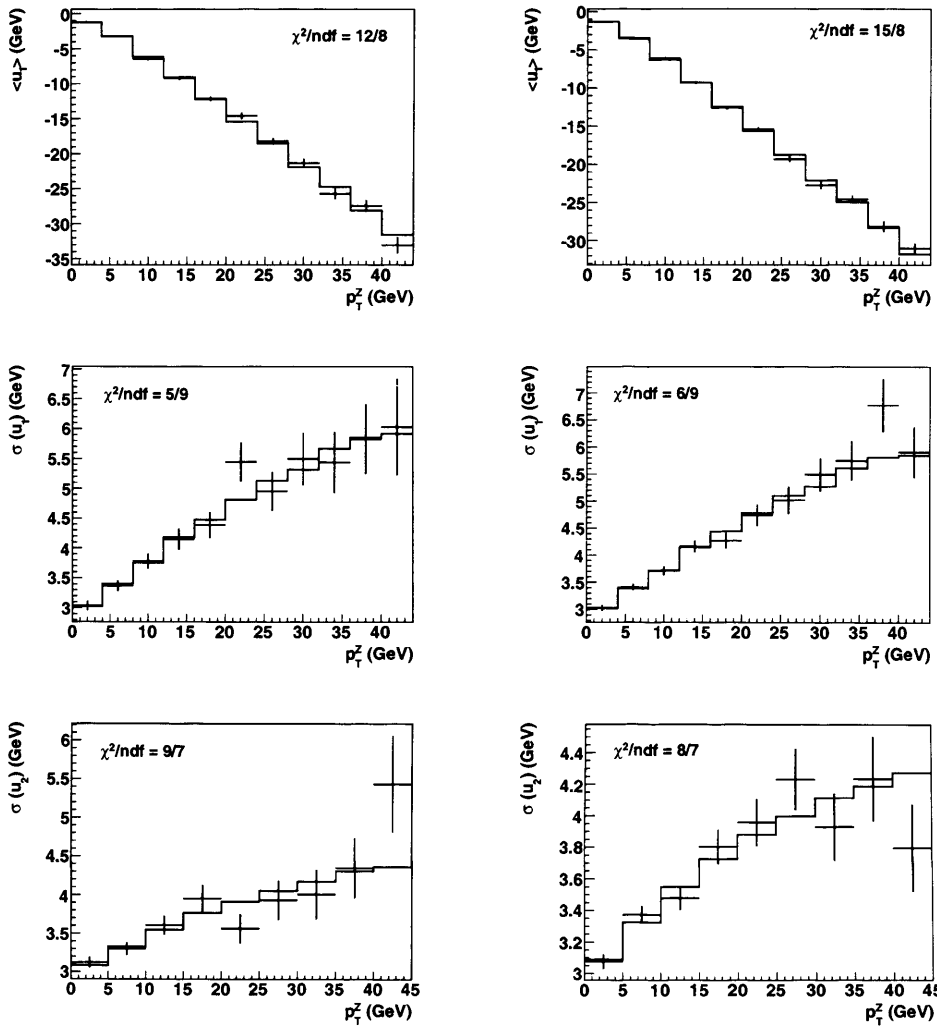 <u₁> (GeV)
χ²/ndf = 12/8
0
-5
-10
-15
-20
-25
-30
-35
0 5 10 15 20 25 30 35 40
p_T^Z (GeV)
<u₁> (GeV)
χ²/ndf = 15/8
0
-5
-10
-15
-20
-25
-30
0 5 10 15 20 25 30 35 40
p_T^Z (GeV)
σ (u₁) (GeV)
χ²/ndf = 5/9
7
6.5
6
5.5
5
4.5
4
3.5
3
0 5 10 15 20 25 30 35 40
p_T^Z (GeV)
σ (u₁) (GeV)
χ²/ndf = 6/9
7
6.5
6
5.5
5
4.5
4
3.5
3
0 5 10 15 20 25 30 35 40
p_T^Z (GeV)
σ (u₂) (GeV)
χ²/ndf = 9/7
6
5.5
5
4.5
4
3.5
3
0 5 10 15 20 25 30 35 40 45
p_T^Z (GeV)
σ (u₂) (GeV)
χ²/ndf = 8/7
4.4
4.2
4
3.8
3.6
3.4
3.2
3
0 5 10 15 20 25 30 35 40 45
p_T^Z (GeV)